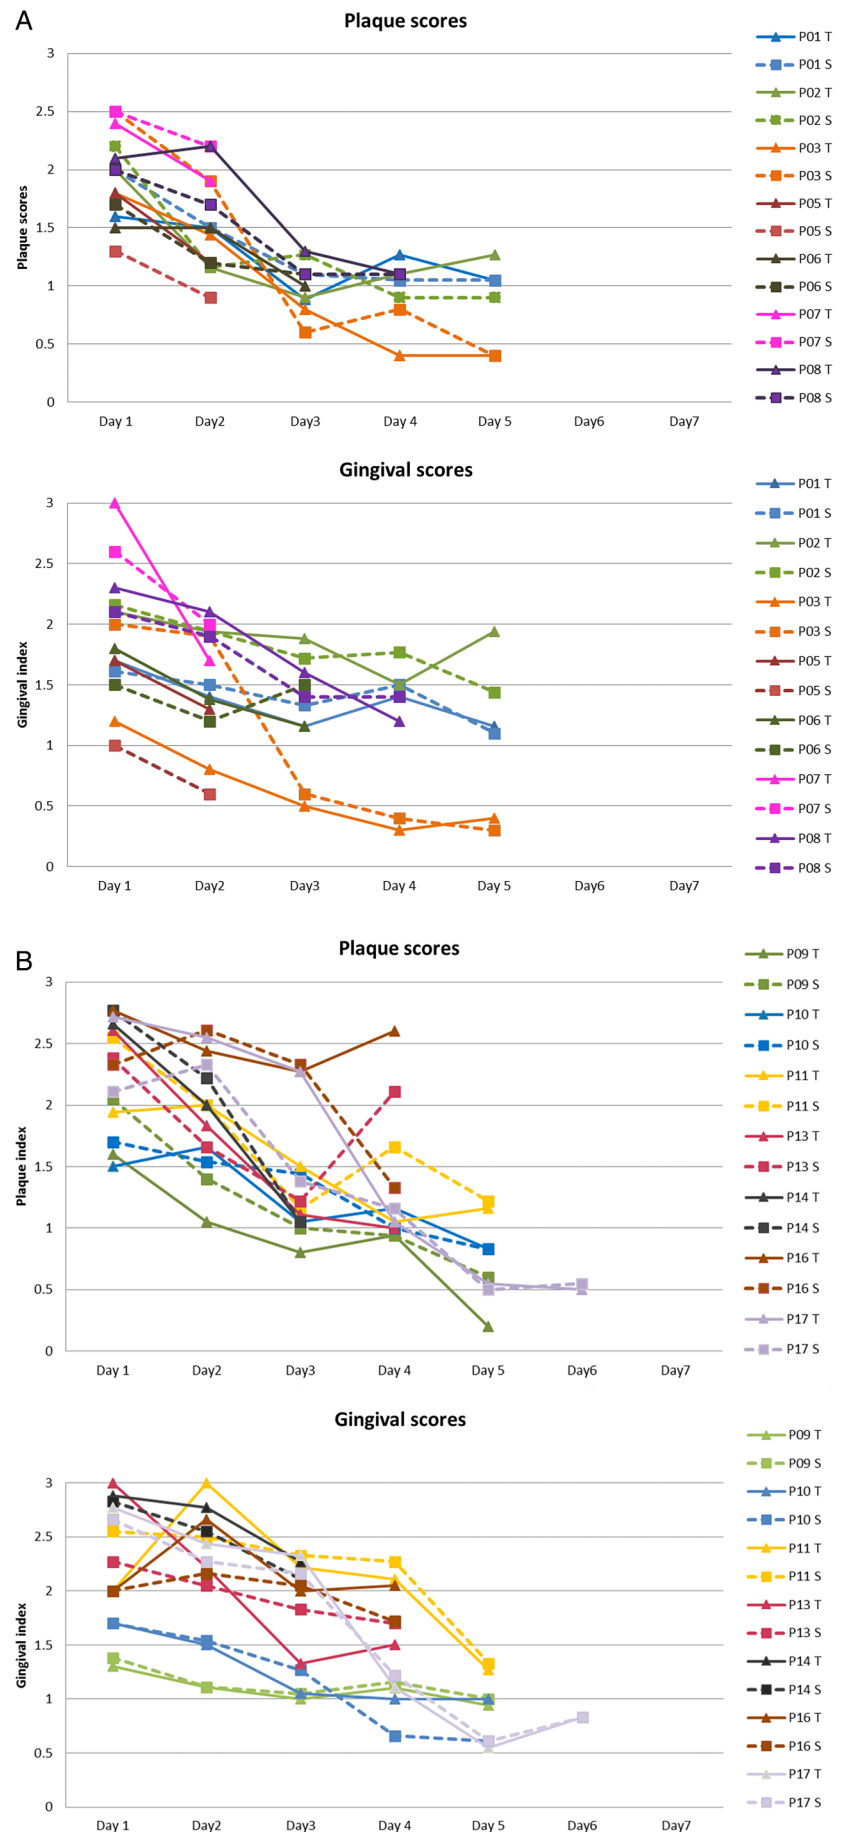 A
Plaque scores
3
2.5
2
1.5
1
0.5
0
Plaque scores
Day 1 Day2 Day3 Day 4 Day 5 Day6 Day7
P01 T
P01 S
P02 T
P02 S
P03 T
P03 S
P05 T
P05 S
P06 T
P06 S
P07 T
P07 S
P08 T
P08 S
Gingival scores
3
2.5
2
1.5
1
0.5
0
Gingival index
Day 1 Day2 Day3 Day 4 Day 5 Day6 Day7
P01 T
P01 S
P02 T
P02 S
P03 T
P03 S
P05 T
P05 S
P06 T
P06 S
P07 T
P07 S
P08 T
P08 S
B
Plaque scores
3
2.5
2
1.5
1
0.5
0
Plaque index
Day 1 Day2 Day3 Day 4 Day 5 Day6 Day7
P09 T
P09 S
P10 T
P10 S
P11 T
P11 S
P13 T
P13 S
P14 T
P14 S
P16 T
P16 S
P17 T
P17 S
Gingival scores
3
2.5
2
1.5
1
0.5
0
Gingival index
Day 1 Day2 Day3 Day 4 Day 5 Day6 Day7
P09 T
P09 S
P10 T
P10 S
P11 T
P11 S
P13 T
P13 S
P14 T
P14 S
P16 T
P16 S
P17 T
P17 S